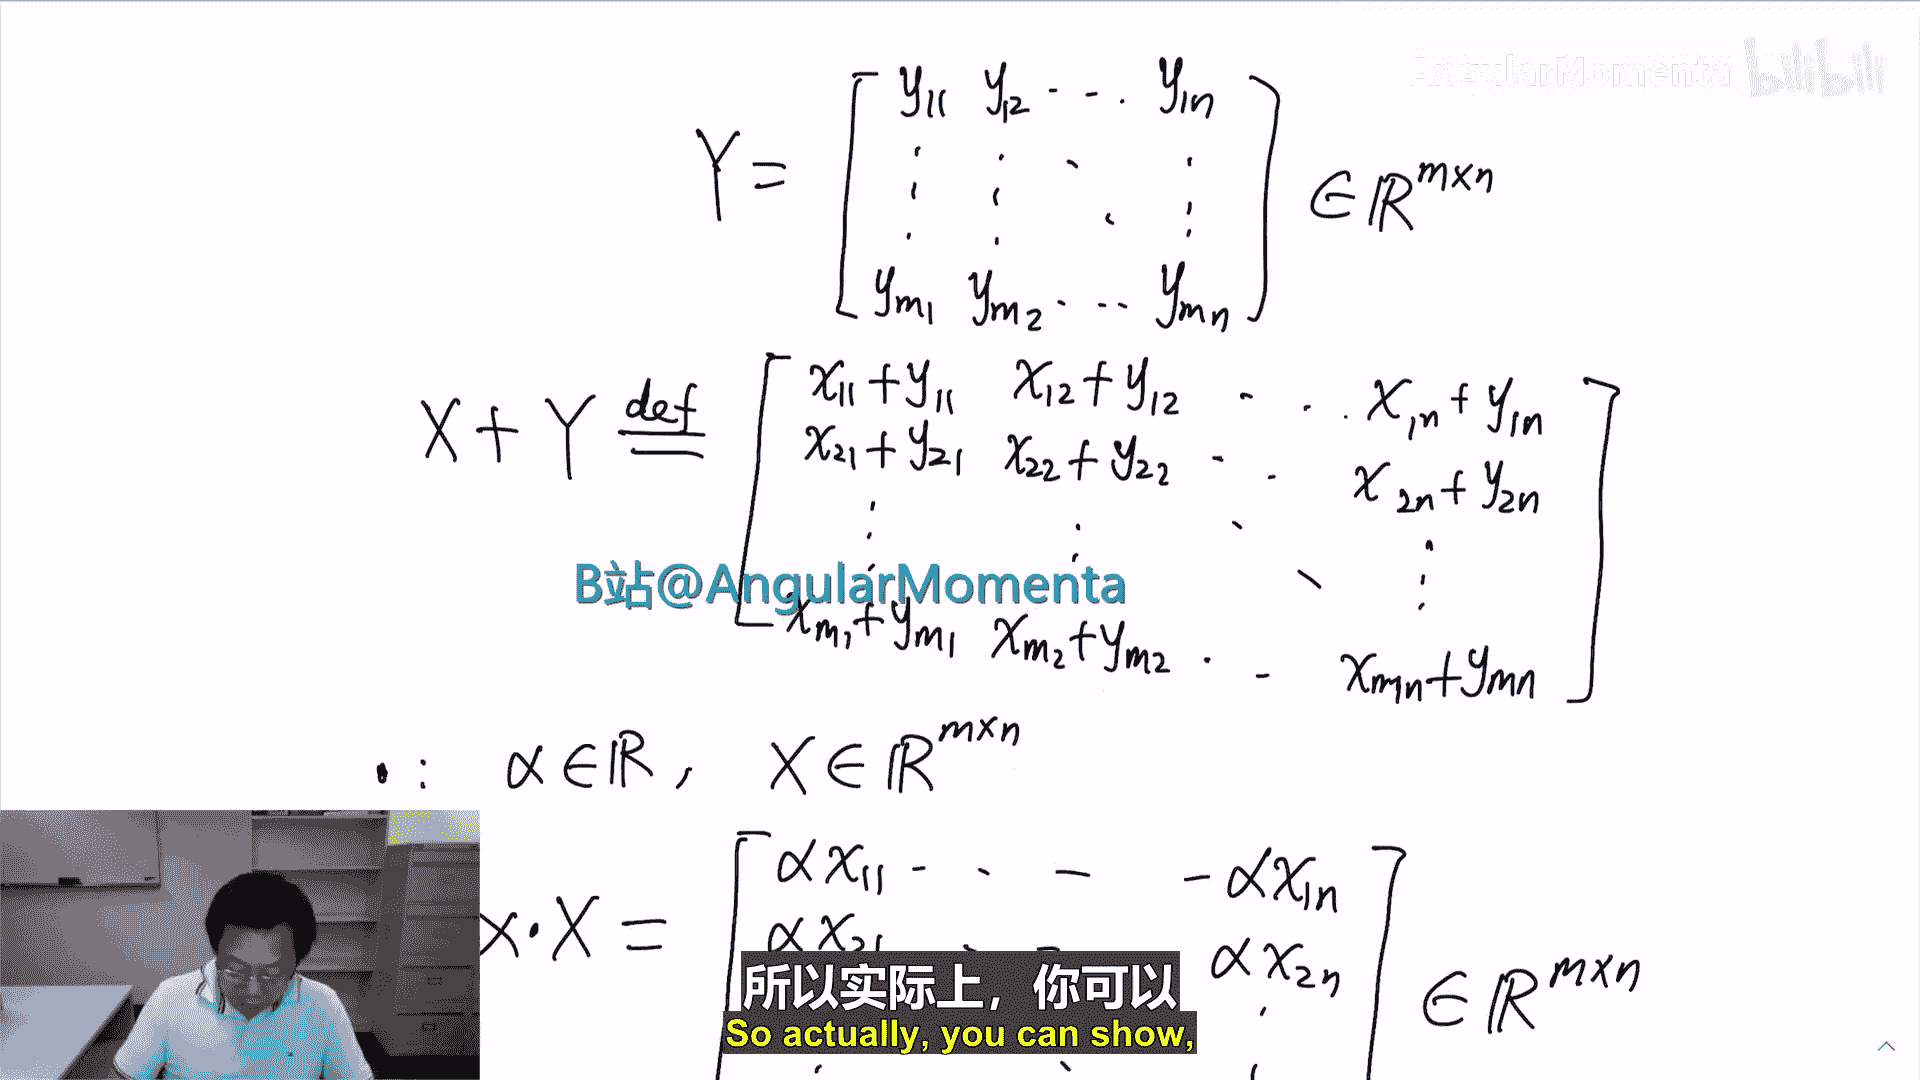 AngularMomenta bilibili
y11 y12 ⋯ y1n
Y = [ ⋮ ⋮ ⋱ ⋮ ] ∈ ℝ^{m×n}
ym1 ym2 ⋯ ymn
x11+y11 x12+y12 ⋯ x1n+y1n
X + Y def=
x21+y21 x22+y22 ⋯ x2n+y2n
⋮ ⋮ ⋱ ⋮
B站@AngularMomenta
xm1+ym1 xm2+ym2 ⋯ xmn+ymn
• : α∈ℝ, X∈ℝ^{m×n}
αx11 ⋯ αx1n
·X =
αx21 ⋯ αx2n
∈ℝ^{m×n}
所以实际上，你可以
So actually, you can show,